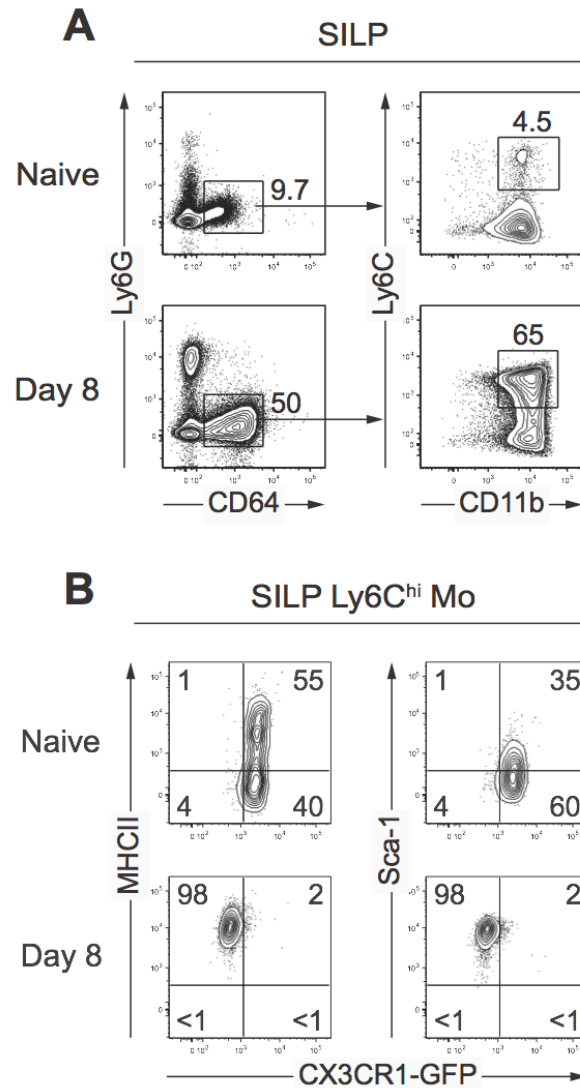 A
SILP
Naive
Ly6G
9.7
Ly6C
4.5
Day 8
50
65
CD64
CD11b
B
SILP Ly6C^hi Mo
Naive
MHCII
1 55
4 40
Sca-1
1 35
4 60
Day 8
98 2
<1 <1
98 2
<1 <1
CX3CR1-GFP